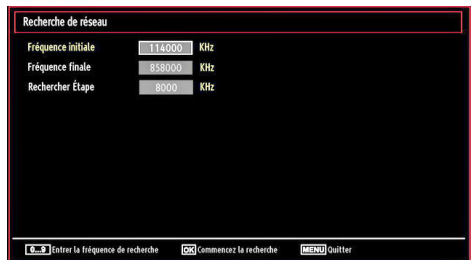 Recherche de réseau
Fréquence initiale 114000 KHz
Fréquence finale 858000 KHz
Rechercher Étape 8000 KHz
0...9 Entrer la fréquence de recherche OK Commencez la recherche MENU Quitter